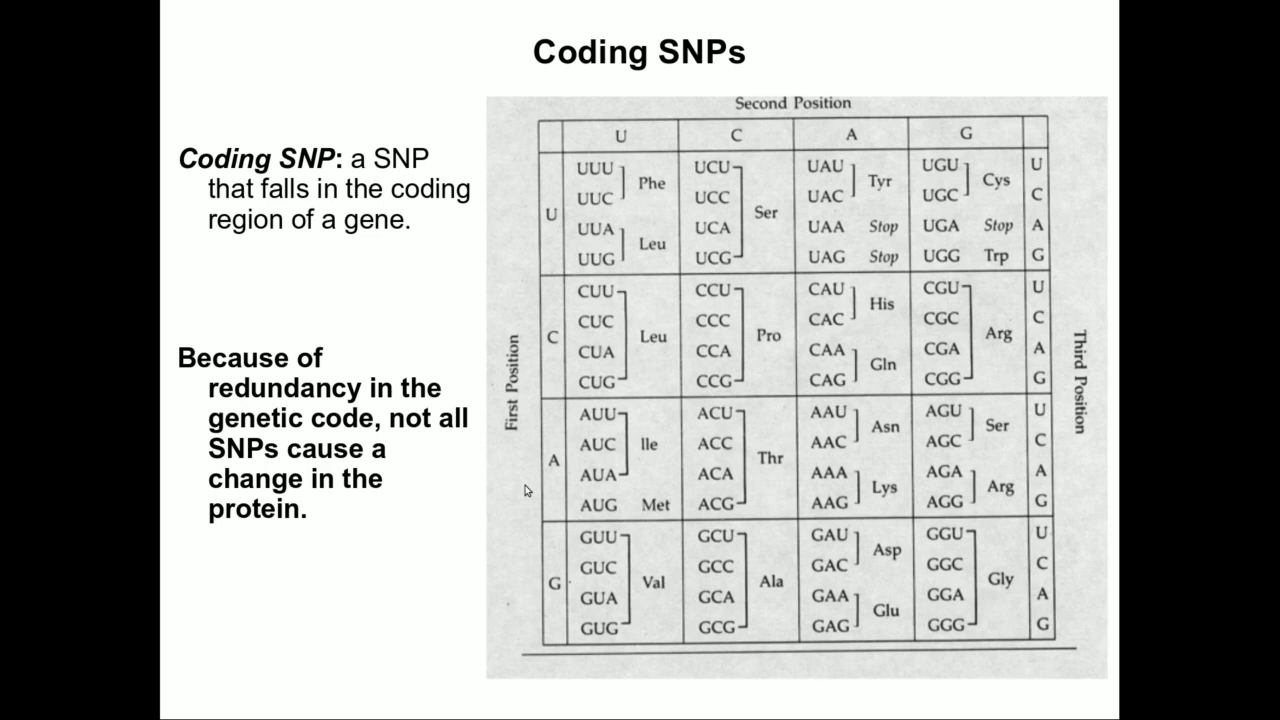 Coding SNPs
Coding SNP: a SNP
that falls in the coding
region of a gene.
Because of
redundancy in the
genetic code, not all
SNPs cause a
change in the
protein.
Second Position
U C A G
First Position
Third Position
U
UUU UCU UAU UGU U
Phe Tyr Cys
UUC UCC UAC UGC C
Ser
UUA UCA UAA Stop UGA Stop A
Leu
UUG UCG UAG Stop UGG Trp G
C
CUU CCU CAU CGU U
His
CUC CCC CAC CGC C
Leu Pro Arg
CUA CCA CAA CGA A
Gln
CUG CCG CAG CGG G
A
AUU ACU AAU AGU U
Asn Ser
AUC Ile ACC AAC AGC C
Thr
AUA ACA AAA AGA A
Lys Arg
AUG Met ACG AAG AGG G
G
GUU GCU GAU GGU U
Asp
GUC GCC GAC GGC C
Val Ala Gly
GUA GCA GAA GGA A
Glu
GUG GCG GAG GGG G